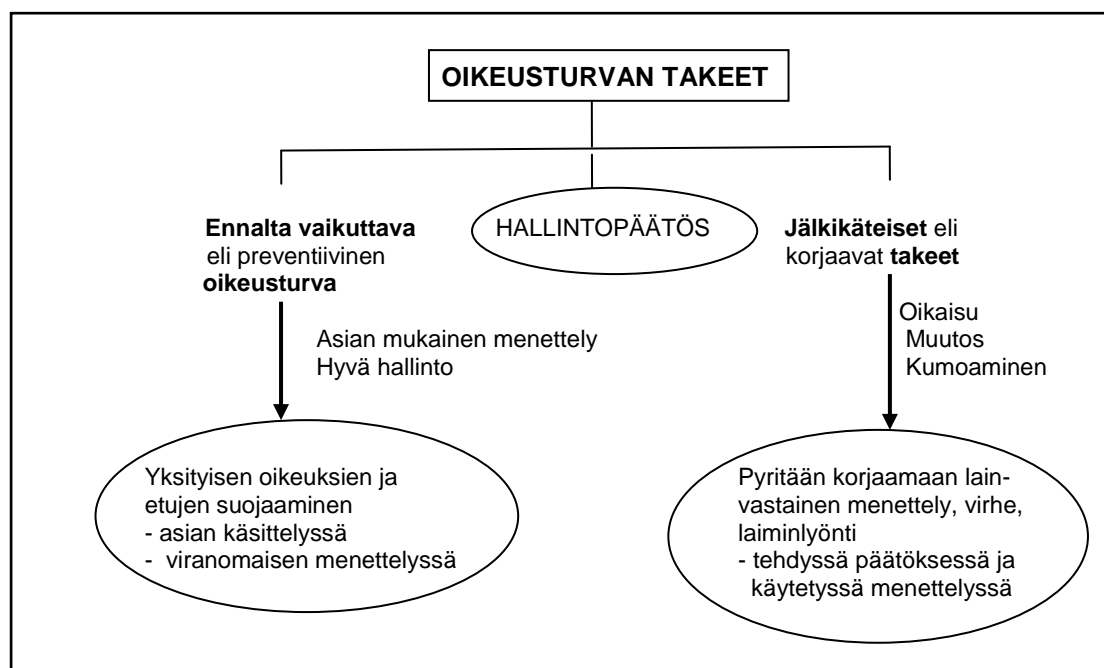 OIKEUSTURVAN TAKEET
Ennalta vaikuttava
eli preventiivinen
oikeusturva
HALLINTOPÄÄTÖS
Jälkikäteiset eli
korjaavat takeet
Asian mukainen menettely
Hyvä hallinto
Oikaisu
Muutos
Kumoaminen
Yksityisen oikeuksien ja
etujen suojaaminen
- asian käsittelyssä
- viranomaisen menettelyssä
Pyritään korjaamaan lain-
vastainen menettely, virhe,
laiminlyönti
- tehdyssä päätöksessä ja
käytetyssä menettelyssä